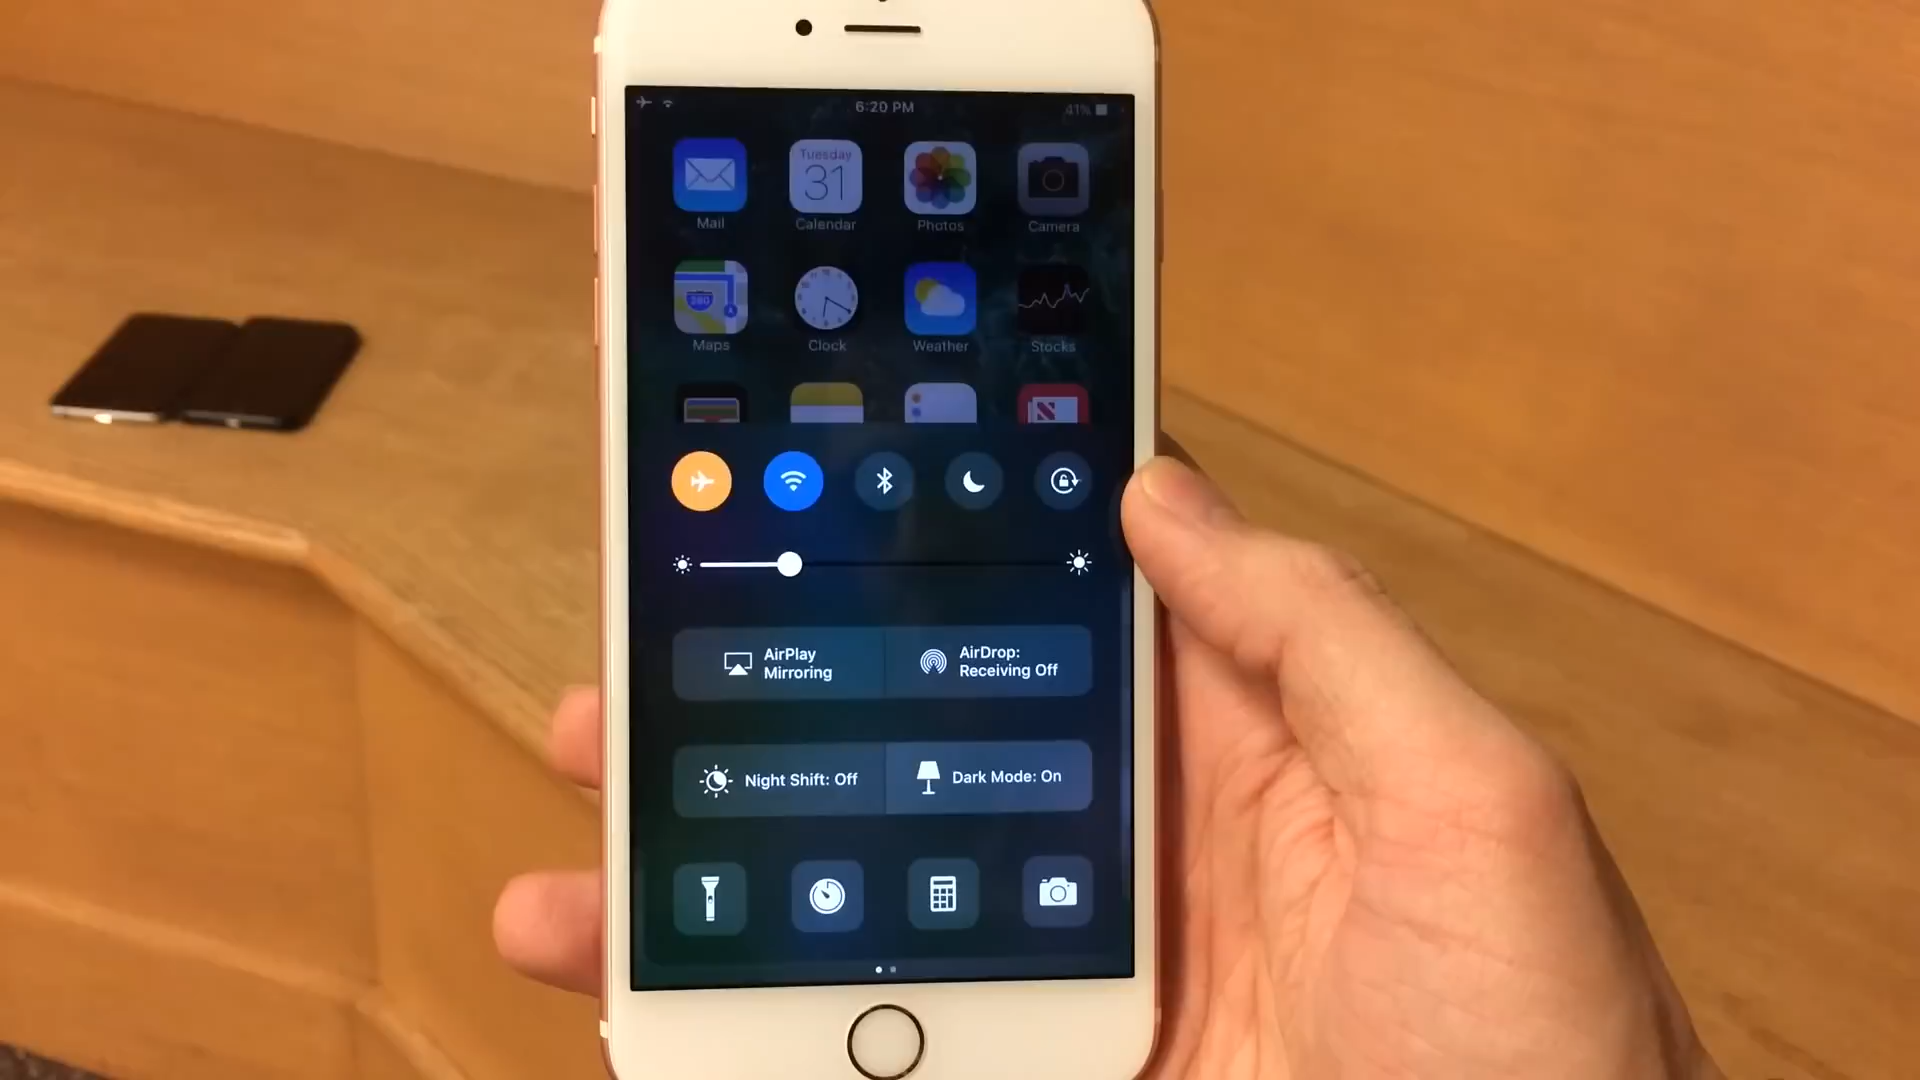 6:20 PM
41%
Tuesday
31
Mail
Calendar
Photos
Camera
280
Maps
Clock
Weather
Stocks
N
AirPlay
Mirroring
AirDrop:
Receiving Off
Night Shift: Off
Dark Mode: On